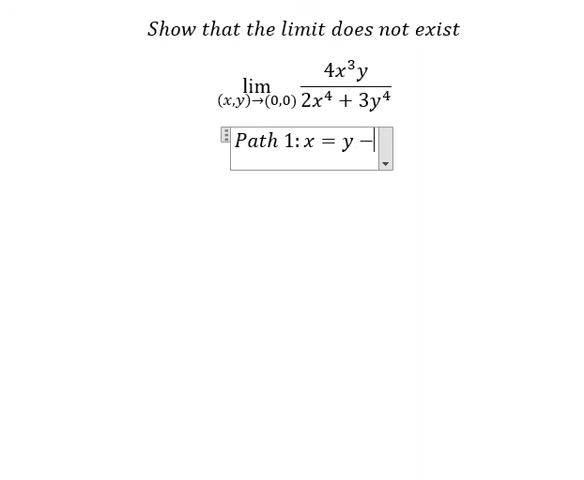 Show that the limit does not exist
lim (x,y)→(0,0) 4x³y / 2x⁴ + 3y⁴
Path 1: x = y −